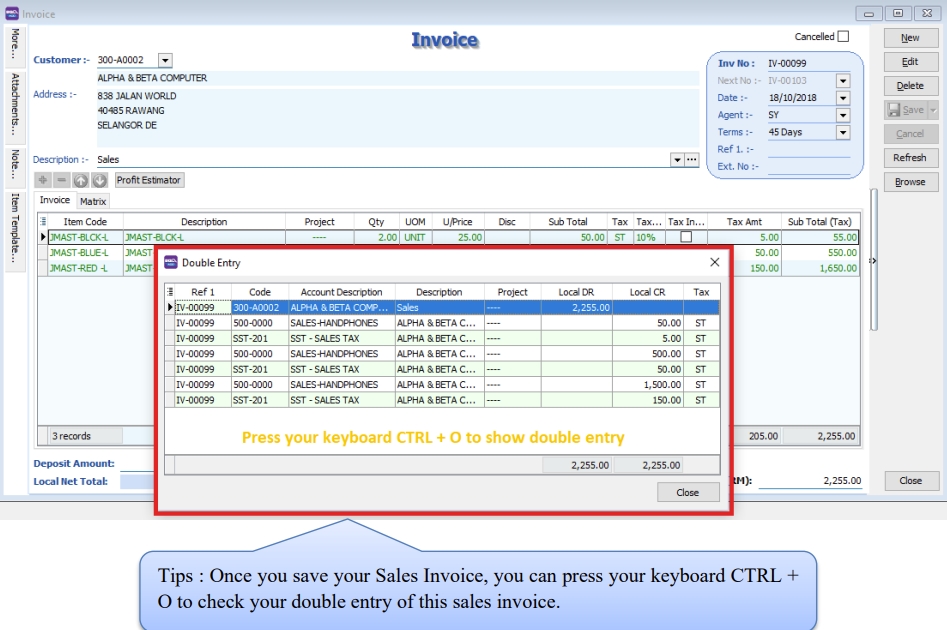 Invoice
More...
Attachments...
Note...
Item Template...
Invoice
Cancelled
Customer :- 300-A0002
ALPHA & BETA COMPUTER
Address :- 838 JALAN WORLD
40485 RAWANG
SELANGOR DE
Description :- Sales
Inv No : IV-00099
Next No :- IV-00103
Date :- 18/10/2018
Agent :- SY
Terms :- 45 Days
Ref 1. :-
Ext. No :-
New
Edit
Delete
Save
Cancel
Refresh
Browse
Profit Estimator
Invoice Matrix
Item Code Description Project Qty UOM U/Price Disc Sub Total Tax Tax... Tax In... Tax Amt Sub Total (Tax)
JMAST-BLCK-L JMAST-BLCK-L ---- 2.00 UNIT 25.00 50.00 ST 10% 5.00 55.00
JMAST-BLUE-L JMAST 50.00 550.00
JMAST-RED -L JMAST 150.00 1,650.00
Double Entry
Ref 1 Code Account Description Description Project Local DR Local CR Tax
IV-00099 300-A0002 ALPHA & BETA COMP... Sales ---- 2,255.00
IV-00099 500-0000 SALES-HANDPHONES ALPHA & BETA C... ---- 50.00 ST
IV-00099 SST-201 SST - SALES TAX ALPHA & BETA C... ---- 5.00 ST
IV-00099 500-0000 SALES-HANDPHONES ALPHA & BETA C... ---- 500.00 ST
IV-00099 SST-201 SST - SALES TAX ALPHA & BETA C... ---- 50.00 ST
IV-00099 500-0000 SALES-HANDPHONES ALPHA & BETA C... ---- 1,500.00 ST
IV-00099 SST-201 SST - SALES TAX ALPHA & BETA C... ---- 150.00 ST
Press your keyboard CTRL + O to show double entry
2,255.00 2,255.00
Close
3 records 205.00 2,255.00
Deposit Amount:
Local Net Total: 2,255.00
Close
Tips : Once you save your Sales Invoice, you can press your keyboard CTRL +
O to check your double entry of this sales invoice.